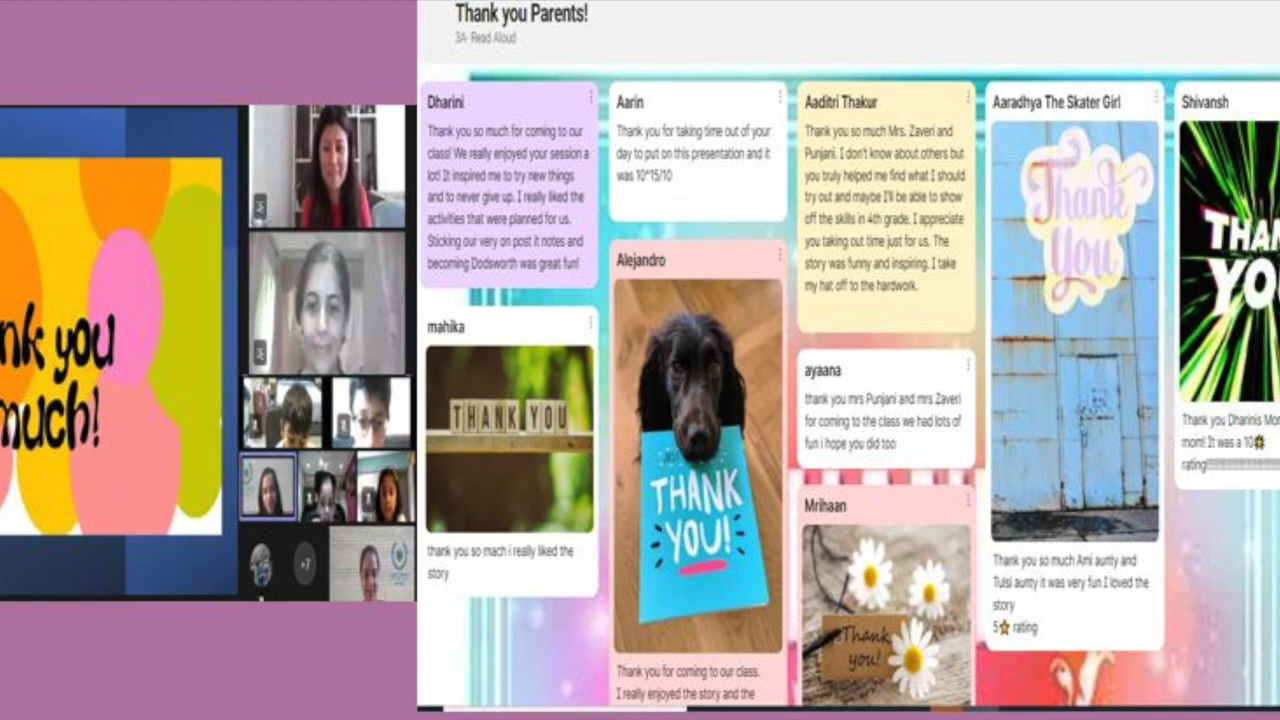 Thank you Parents!
3A- Read Aloud
nk you
much!
+7
Dharini
Thank you so much for coming to our
class! We really enjoyed your session a
lot! It inspired me to try new things
and to never give up. I really liked the
activities that were planned for us.
Sticking our very on post it notes and
becoming Dodsworth was great fun!
mahika
THANK YOU
thank you so mach i really liked the
story
Aarin
Thank you for taking time out of your
day to put on this presentation and it
was 10^15/10
Alejandro
THANK
YOU!
Thank you for coming to our class.
I really enjoyed the story and the
Aaditri Thakur
Thank you so much Mrs. Zaveri and
Punjani. I don't know about others but
you truly helped me find what I should
try out and maybe I'll be able to show
off the skills in 4th grade. I appreciate
you taking out time just for us. The
story was funny and inspiring. I take
my hat off to the hardwork.
ayaana
thank you mrs Punjani and mrs Zaveri
for coming to the class we had lots of
fun i hope you did too
Mrihaan
Thank
you!
Aaradhya The Skater Girl
Thank
You
Thank you so much Ami aunty and
Tulsi aunty it was very fun I loved the
story
5⭐ rating
Shivansh
THAN
YOU
Thank you Dharinis Mo
mom! It was a 10
rating